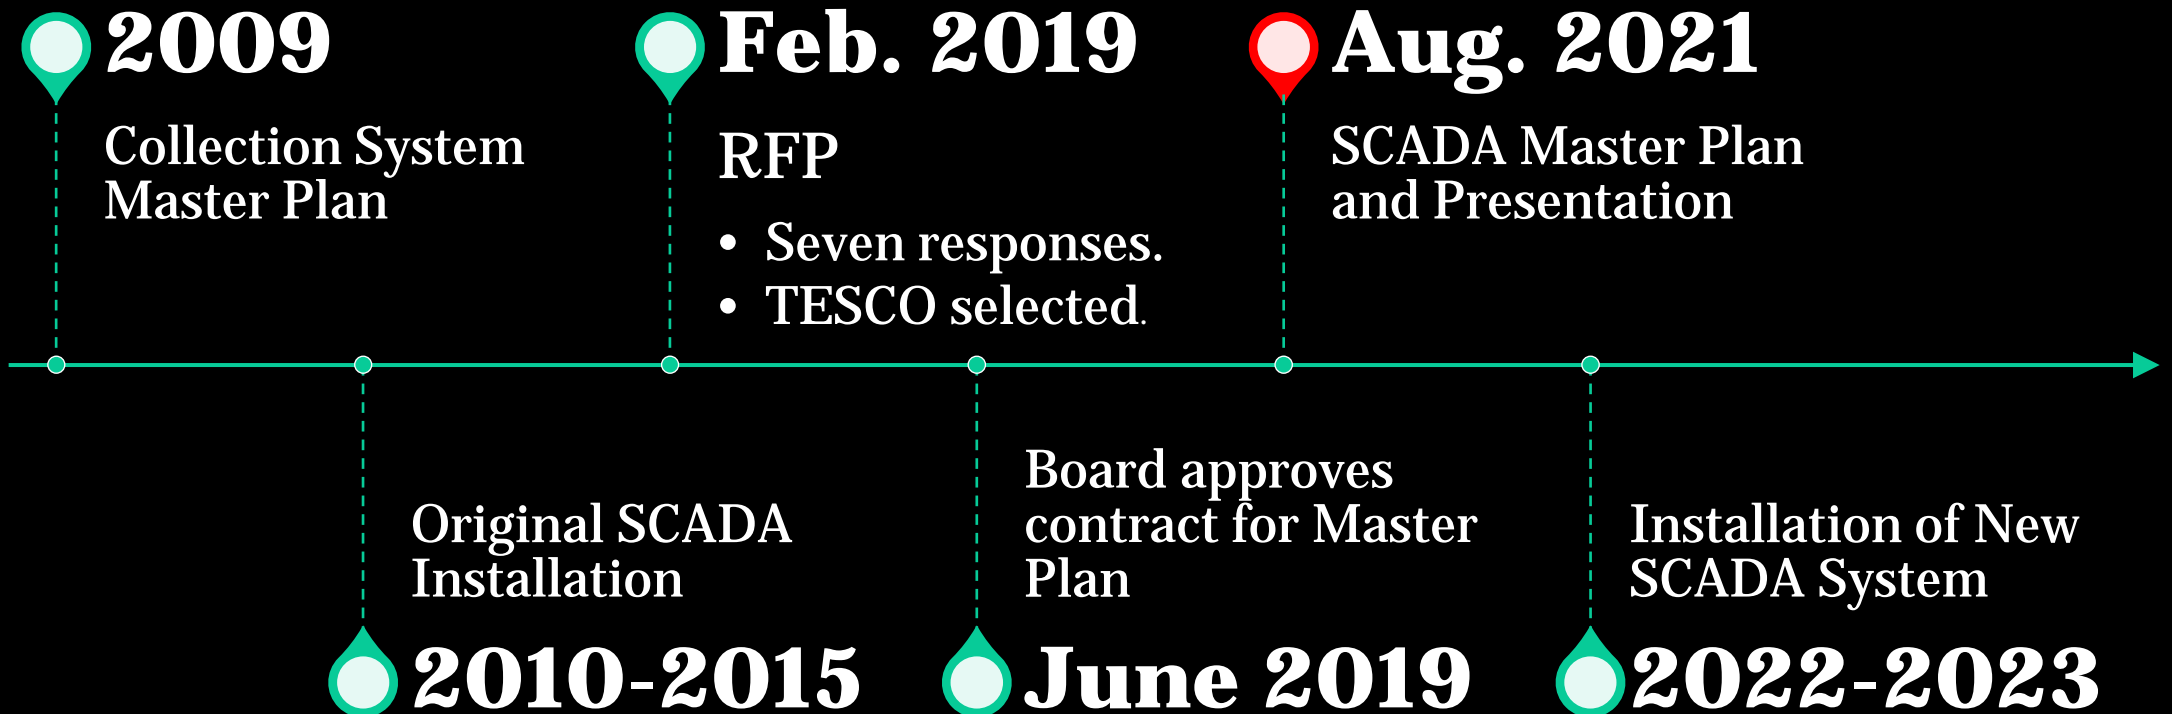 2009
Collection System
Master Plan
Feb. 2019
RFP
• Seven responses.
• TESCO selected.
Aug. 2021
SCADA Master Plan
and Presentation
Original SCADA
Installation
2010-2015
Board approves
contract for Master
Plan
June 2019
Installation of New
SCADA System
2022-2023